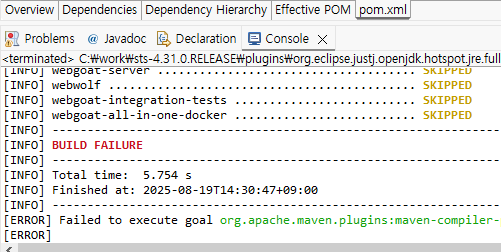 Overview Dependencies Dependency Hierarchy Effective POM pom.xml
Problems @ Javadoc Declaration Console
<terminated> C:₩work₩sts-4.31.0.RELEASE₩plugins₩org.eclipse.justj.openjdk.hotspot.jre.full
[INFO] webgoat-server ................................... SKIPPED
[INFO] webwolf .......................................... SKIPPED
[INFO] webgoat-integration-tests ........................ SKIPPED
[INFO] webgoat-all-in-one-docker ........................ SKIPPED
[INFO] ------------------------------------------------
[INFO] BUILD FAILURE
[INFO] ------------------------------------------------
[INFO] Total time:  5.754 s
[INFO] Finished at: 2025-08-19T14:30:47+09:00
[INFO] ------------------------------------------------
[ERROR] Failed to execute goal org.apache.maven.plugins:maven-compiler-
[ERROR]